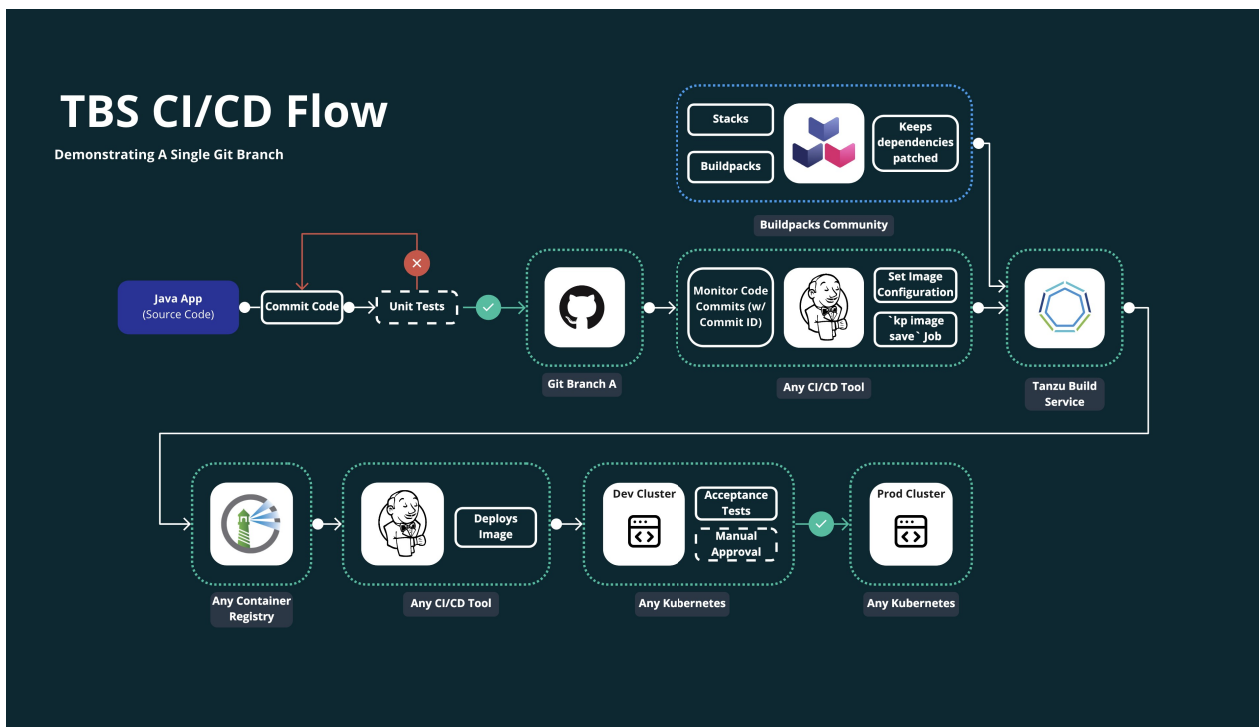 TBS CI/CD Flow
Demonstrating A Single Git Branch
Stacks
Buildpacks
Keeps
dependencies
patched
Buildpacks Community
Java App
(Source Code)
Commit Code
Unit Tests
Git Branch A
Monitor Code
Commits (w/
Commit ID)
Set Image
Configuration
`kp image
save` Job
Any CI/CD Tool
Tanzu Build
Service
Any Container
Registry
Deploys
Image
Any CI/CD Tool
Dev Cluster
Acceptance
Tests
Manual
Approval
Any Kubernetes
Prod Cluster
Any Kubernetes